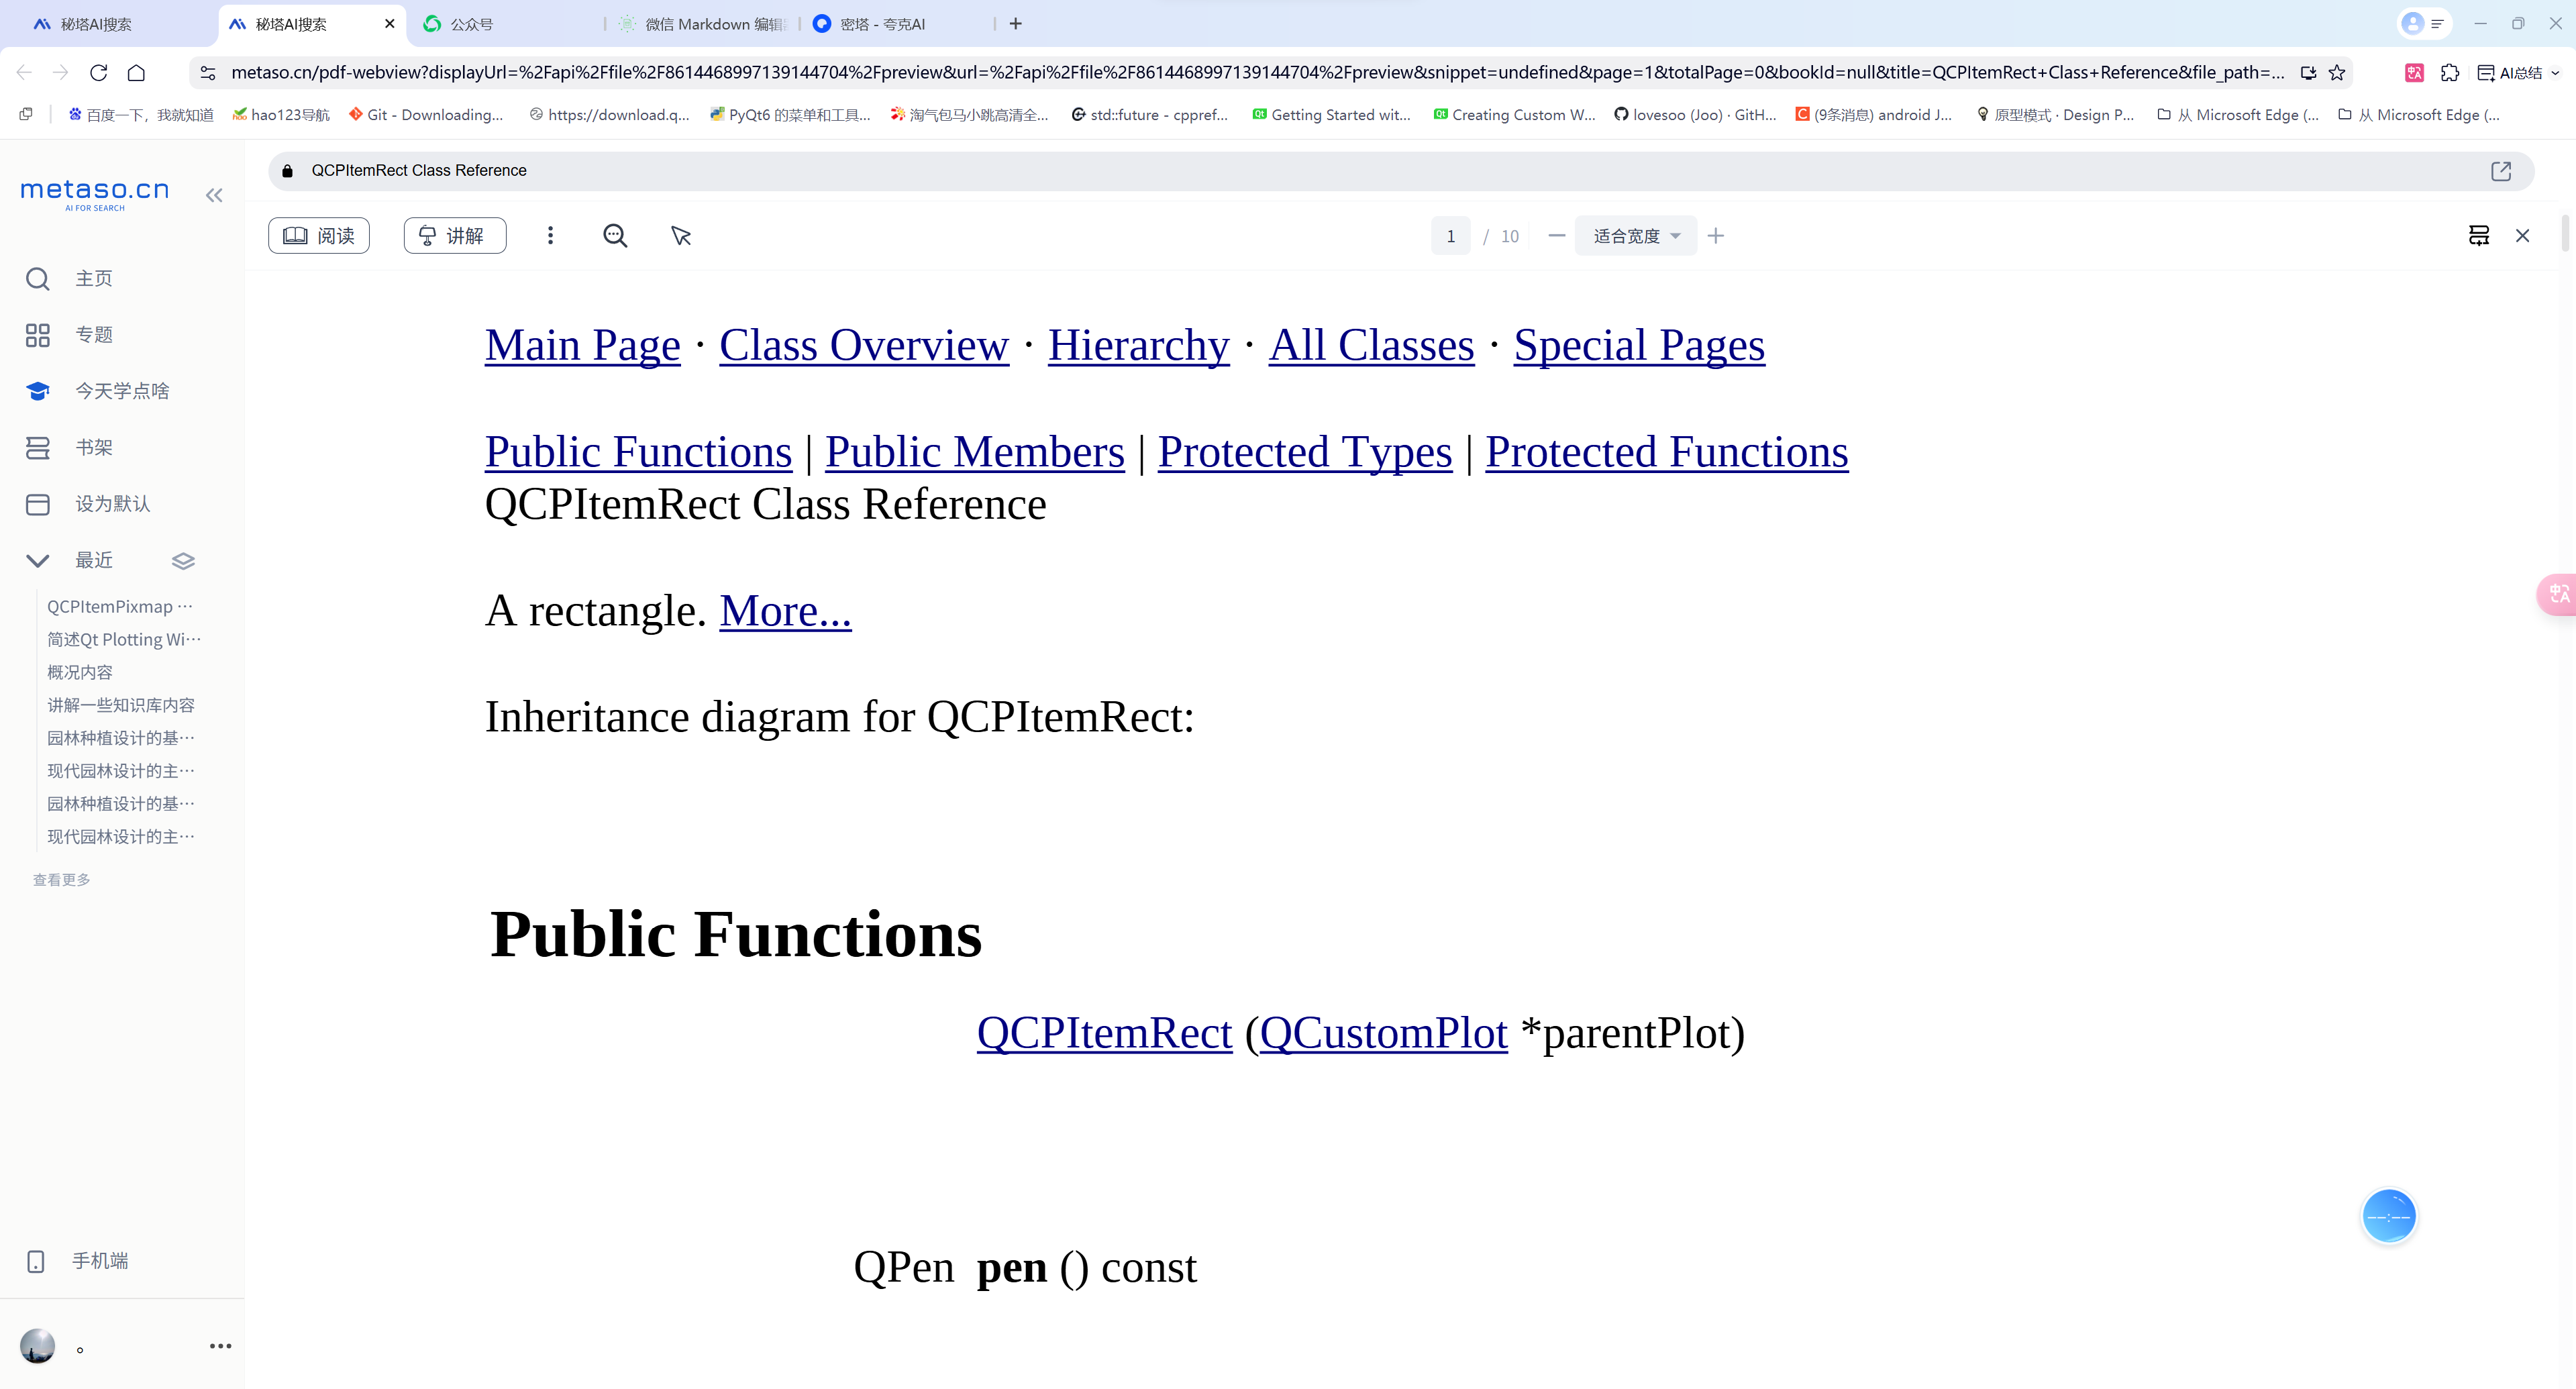 秘塔AI搜索
秘塔AI搜索
公众号
微信 Markdown 编辑
密塔 - 夸克AI
metaso.cn/pdf-webview?displayUrl=%2Fapi%2Ffile%2F8614468997139144704%2Fpreview&url=%2Fapi%2Ffile%2F8614468997139144704%2Fpreview&snippet=undefined&page=1&totalPage=0&bookId=null&title=QCPItemRect+Class+Reference&file_path=...
AI总结
百度一下，我就知道
hao123导航
Git - Downloading...
https://download.q...
PyQt6 的菜单和工具...
淘气包马小跳高清全...
std::future - cppref...
Getting Started wit...
Creating Custom W...
lovesoo (Joo) · GitH...
(9条消息) android J...
原型模式 · Design P...
从 Microsoft Edge (...
从 Microsoft Edge (...
metaso.cn
AI FOR SEARCH
QCPItemRect Class Reference
阅读
讲解
1 / 10
适合宽度
主页
专题
今天学点啥
书架
设为默认
最近
QCPItemPixmap ···
简述Qt Plotting Wi···
概况内容
讲解一些知识库内容
园林种植设计的基···
现代园林设计的主···
园林种植设计的基···
现代园林设计的主···
查看更多
手机端
。
Main Page · Class Overview · Hierarchy · All Classes · Special Pages
Public Functions | Public Members | Protected Types | Protected Functions
QCPItemRect Class Reference
A rectangle. More...
Inheritance diagram for QCPItemRect:
Public Functions
QCPItemRect (QCustomPlot *parentPlot)
QPen pen () const
--:--